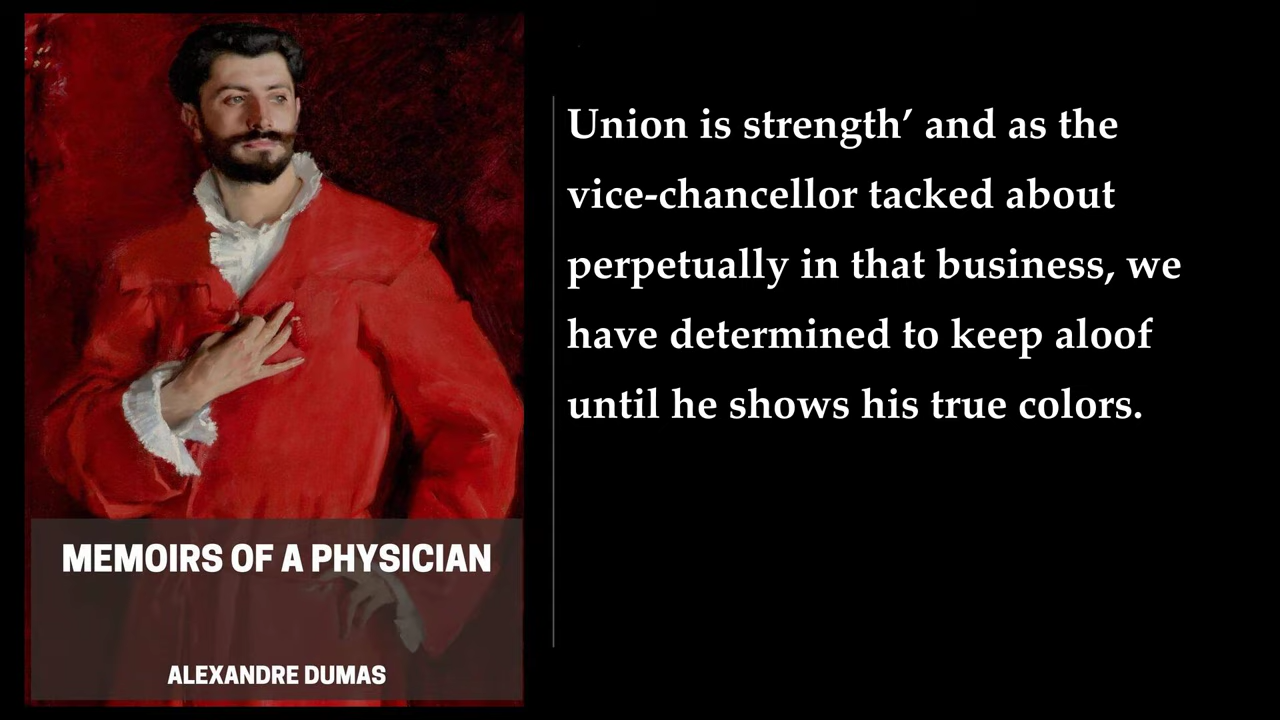 Union is strength’ and as the
vice-chancellor tacked about
perpetually in that business, we
have determined to keep aloof
until he shows his true colors.
MEMOIRS OF A PHYSICIAN
ALEXANDRE DUMAS